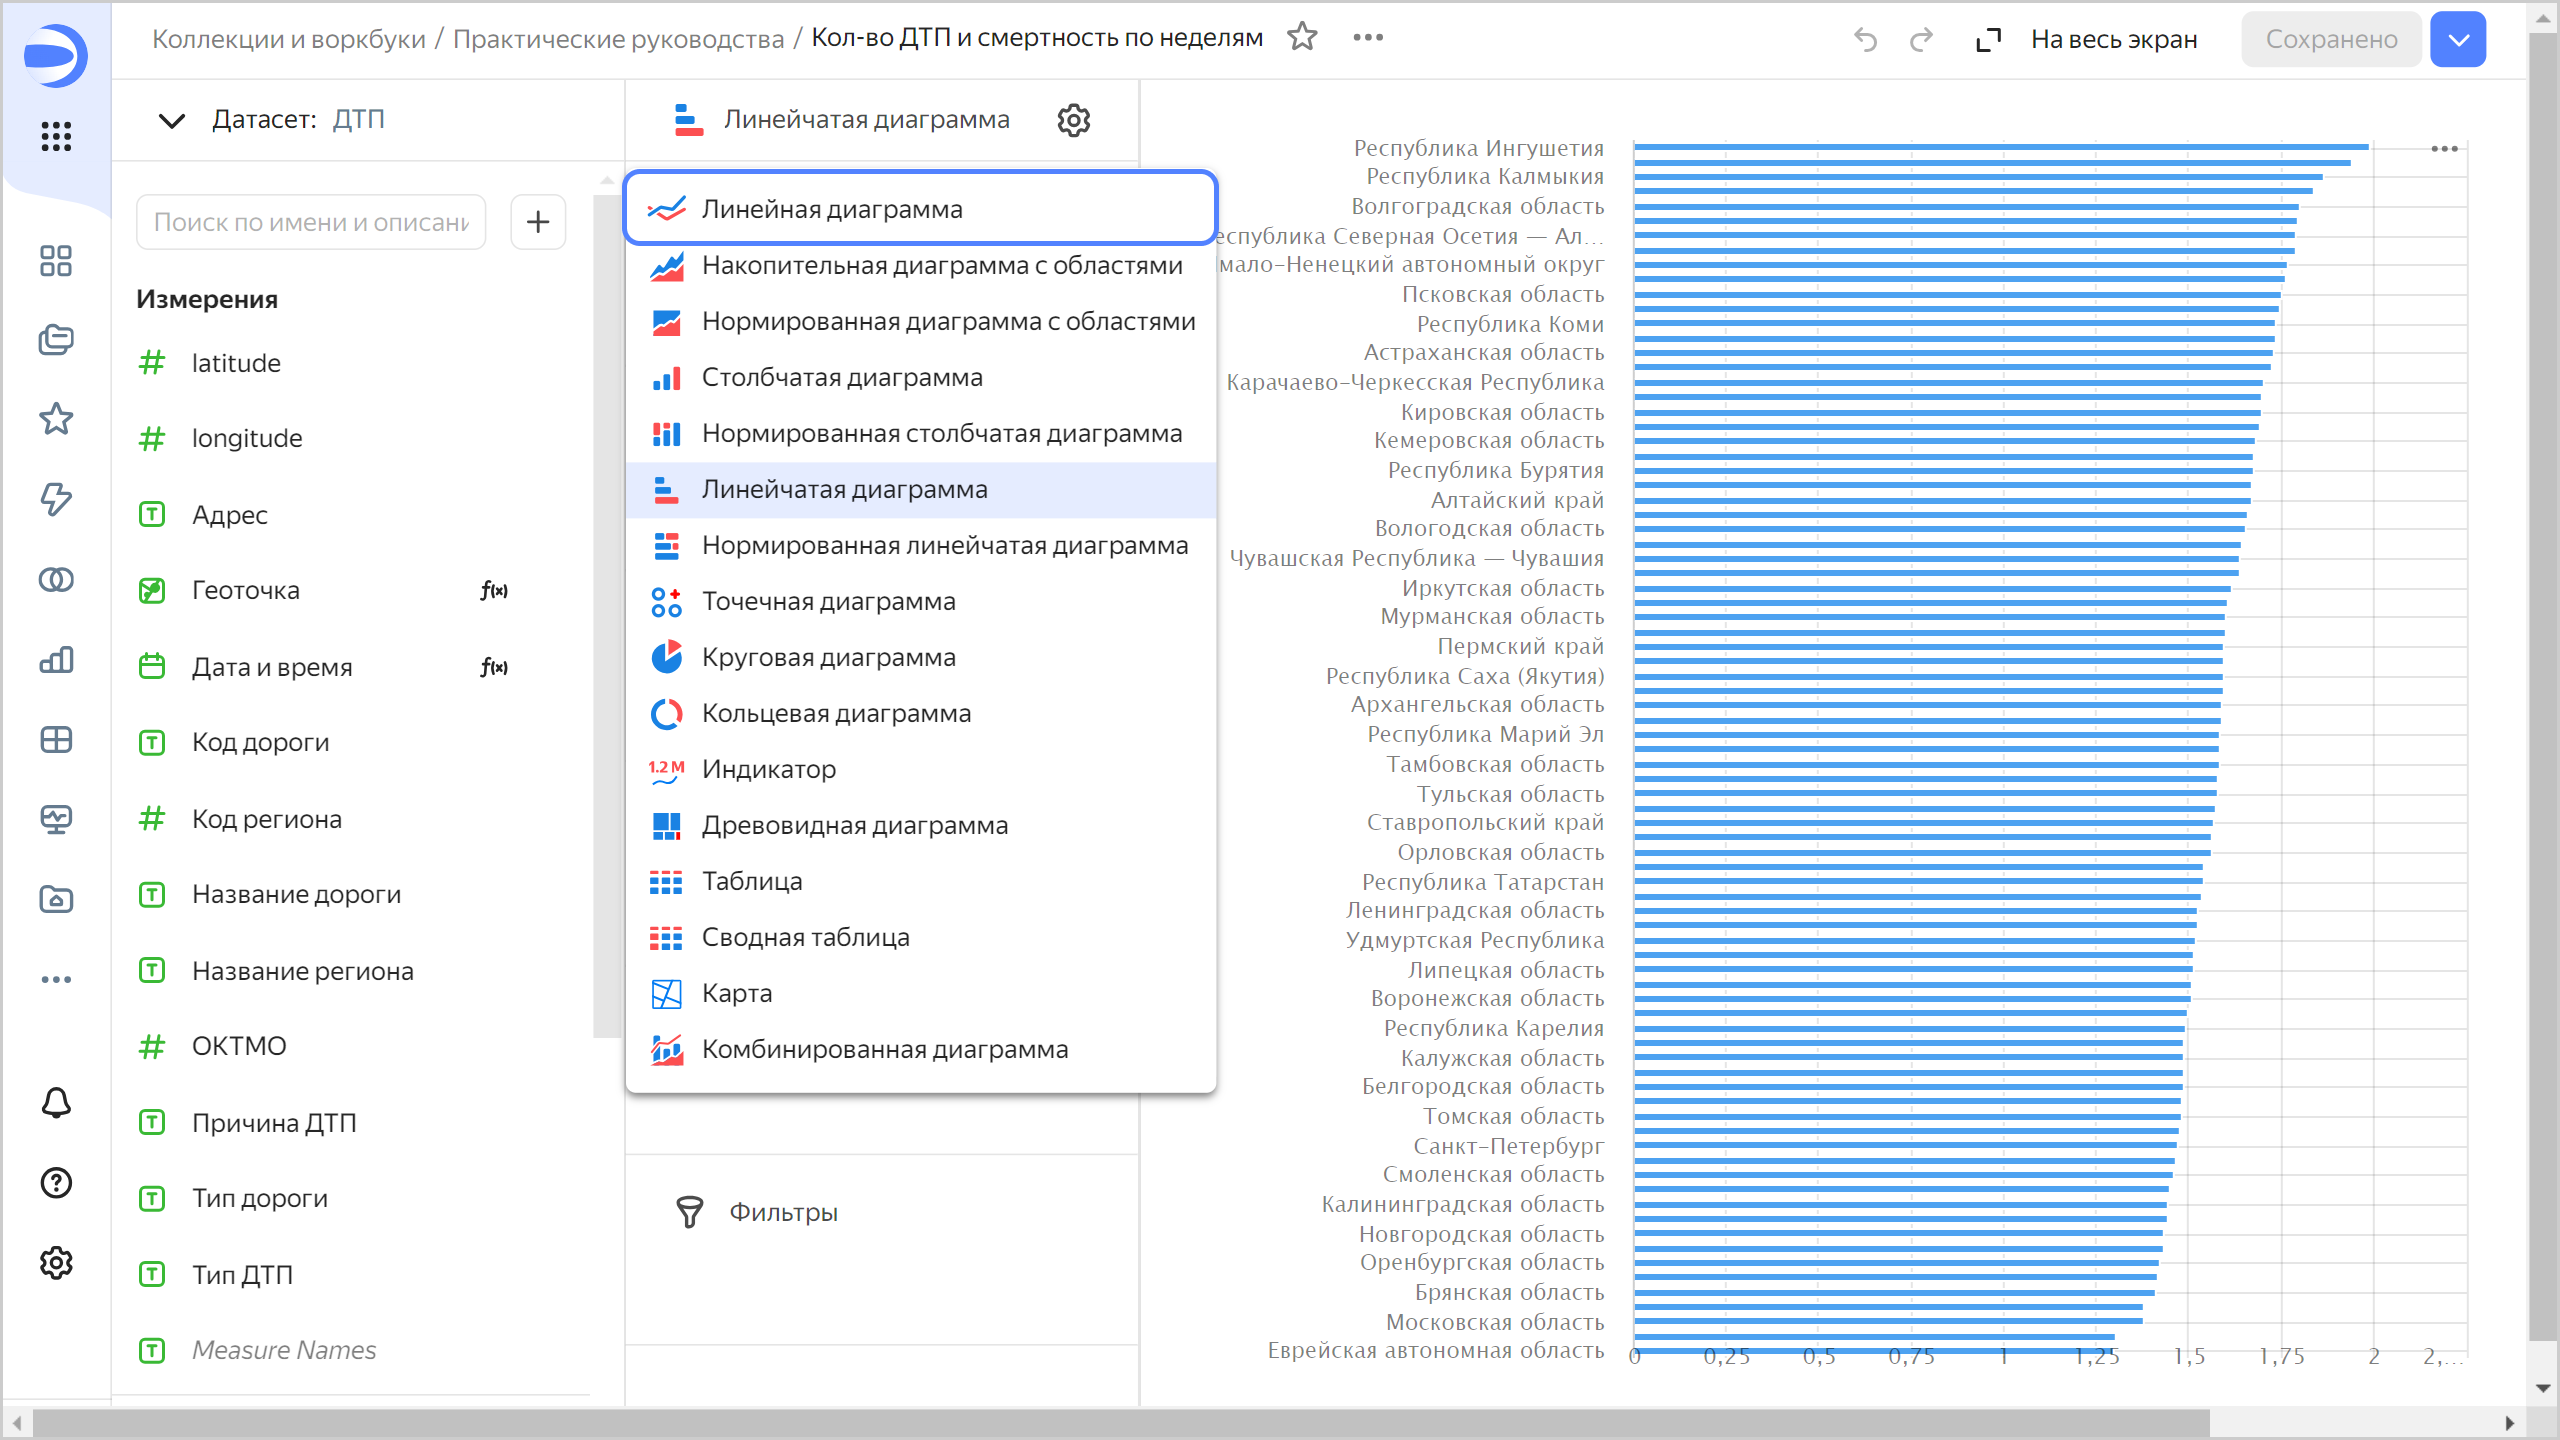 Коллекции и воркбуки / Практические руководства / Кол-во ДТП и смертность по неделям
На весь экран
Сохранено
Датасет: ДТП
Поиск по имени и описани
Измерения
latitude
longitude
Адрес
Геоточка
f(x)
Дата и время
f(x)
Код дороги
Код региона
Название дороги
Название региона
ОКТМО
Причина ДТП
Тип дороги
Тип ДТП
Measure Names
Линейчатая диаграмма
Линейная диаграмма
Накопительная диаграмма с областями
Нормированная диаграмма с областями
Столбчатая диаграмма
Нормированная столбчатая диаграмма
Линейчатая диаграмма
Нормированная линейчатая диаграмма
Точечная диаграмма
Круговая диаграмма
Кольцевая диаграмма
1.2 M
Индикатор
Древовидная диаграмма
Таблица
Сводная таблица
Карта
Комбинированная диаграмма
Фильтры
Республика Ингушетия
Республика Калмыкия
Волгоградская область
еспублика Северная Осетия — Ал...
мало-Ненецкий автономный округ
Псковская область
Республика Коми
Астраханская область
Карачаево-Черкесская Республика
Кировская область
Кемеровская область
Республика Бурятия
Алтайский край
Вологодская область
Чувашская Республика — Чувашия
Иркутская область
Мурманская область
Пермский край
Республика Саха (Якутия)
Архангельская область
Республика Марий Эл
Тамбовская область
Тульская область
Ставропольский край
Орловская область
Республика Татарстан
Ленинградская область
Удмуртская Республика
Липецкая область
Воронежская область
Республика Карелия
Калужская область
Белгородская область
Томская область
Санкт-Петербург
Смоленская область
Калининградская область
Новгородская область
Оренбургская область
Брянская область
Московская область
Еврейская автономная область
0 0,25 0,5 0,75 1 1,25 1,5 1,75 2 2,...